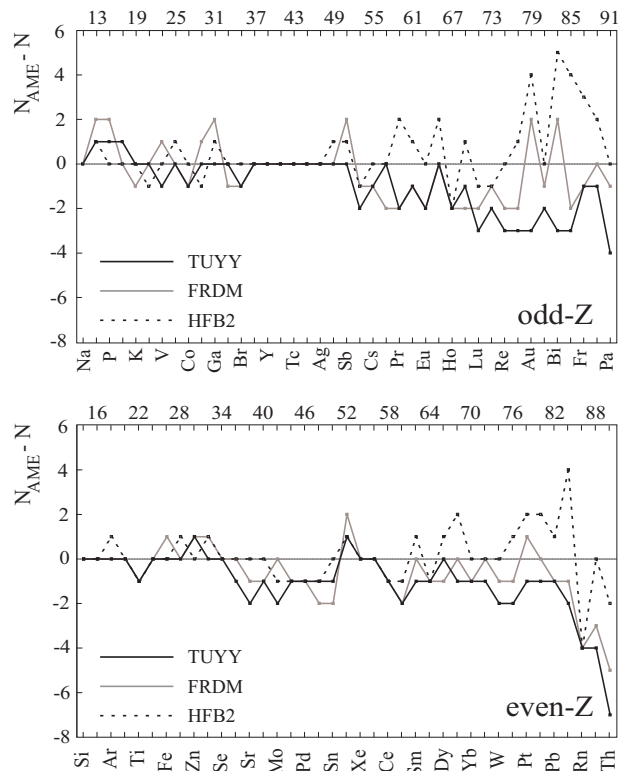 13 19 25 31 37 43 49 55 61 67 73 79 85 91
N_AME - N
6
4
2
0
-2
-4
-6
-8
TUYY
FRDM
HFB2
odd-Z
Na P K V Co Ga Br Y Tc Ag Sb Cs Pr Eu Ho Lu Re Au Bi Fr Pa
16 22 28 34 40 46 52 58 64 70 76 82 88
N_AME - N
6
4
2
0
-2
-4
-6
-8
TUYY
FRDM
HFB2
even-Z
Si Ar Ti Fe Zn Se Sr Mo Pd Sn Xe Ce Sm Dy Yb W Pt Pb Rn Th